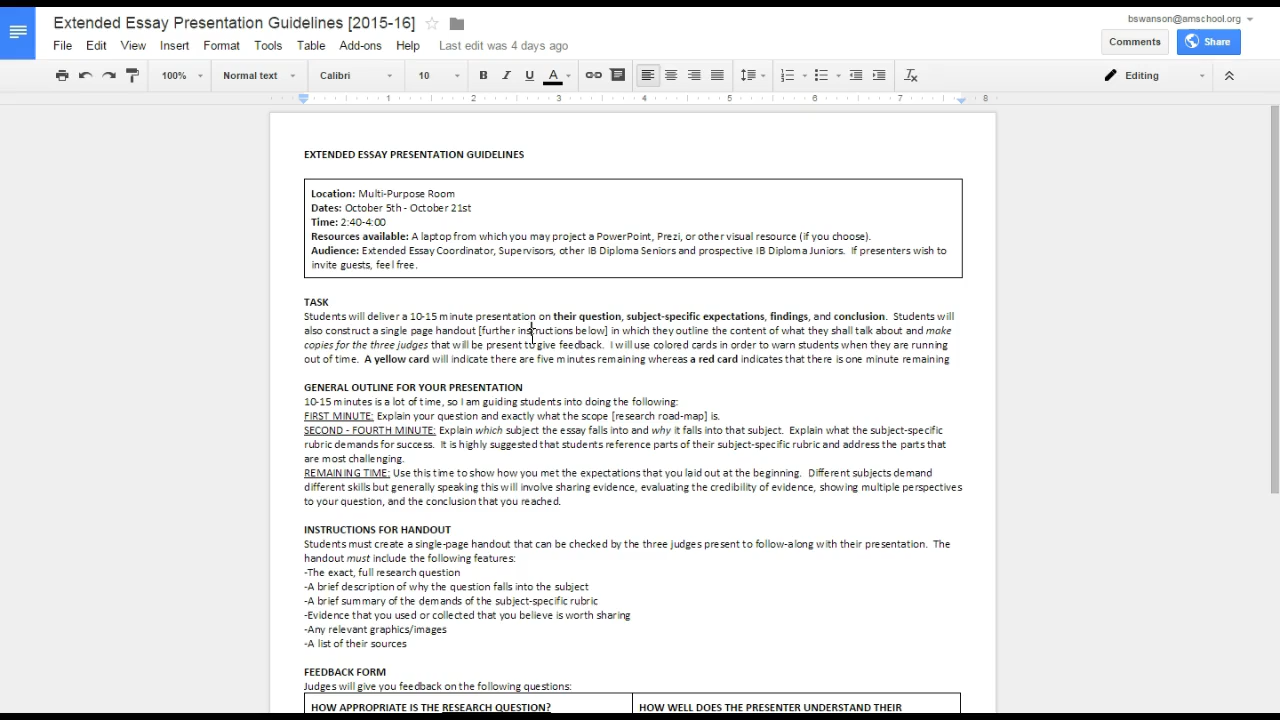 Extended Essay Presentation Guidelines [2015-16]
bswanson@amschool.org
File Edit View Insert Format Tools Table Add-ons Help Last edit was 4 days ago
Comments Share
100% Normal text Calibri 10 B I U A Editing
1 2 3 4 5 6 7 8
EXTENDED ESSAY PRESENTATION GUIDELINES
Location: Multi-Purpose Room
Dates: October 5th - October 21st
Time: 2:40-4:00
Resources available: A laptop from which you may project a PowerPoint, Prezi, or other visual resource (if you choose).
Audience: Extended Essay Coordinator, Supervisors, other IB Diploma Seniors and prospective IB Diploma Juniors. If presenters wish to
invite guests, feel free.
TASK
Students will deliver a 10-15 minute presentation on their question, subject-specific expectations, findings, and conclusion. Students will
also construct a single page handout [further instructions below] in which they outline the content of what they shall talk about and make
copies for the three judges that will be present to give feedback. I will use colored cards in order to warn students when they are running
out of time. A yellow card will indicate there are five minutes remaining whereas a red card indicates that there is one minute remaining
GENERAL OUTLINE FOR YOUR PRESENTATION
10-15 minutes is a lot of time, so I am guiding students into doing the following:
FIRST MINUTE: Explain your question and exactly what the scope [research road-map] is.
SECOND - FOURTH MINUTE: Explain which subject the essay falls into and why it falls into that subject. Explain what the subject-specific
rubric demands for success. It is highly suggested that students reference parts of their subject-specific rubric and address the parts that
are most challenging.
REMAINING TIME: Use this time to show how you met the expectations that you laid out at the beginning. Different subjects demand
different skills but generally speaking this will involve sharing evidence, evaluating the credibility of evidence, showing multiple perspectives
to your question, and the conclusion that you reached.
INSTRUCTIONS FOR HANDOUT
Students must create a single-page handout that can be checked by the three judges present to follow-along with their presentation. The
handout must include the following features:
-The exact, full research question
-A brief description of why the question falls into the subject
-A brief summary of the demands of the subject-specific rubric
-Evidence that you used or collected that you believe is worth sharing
-Any relevant graphics/images
-A list of their sources
FEEDBACK FORM
Judges will give you feedback on the following questions:
HOW APPROPRIATE IS THE RESEARCH QUESTION? HOW WELL DOES THE PRESENTER UNDERSTAND THEIR